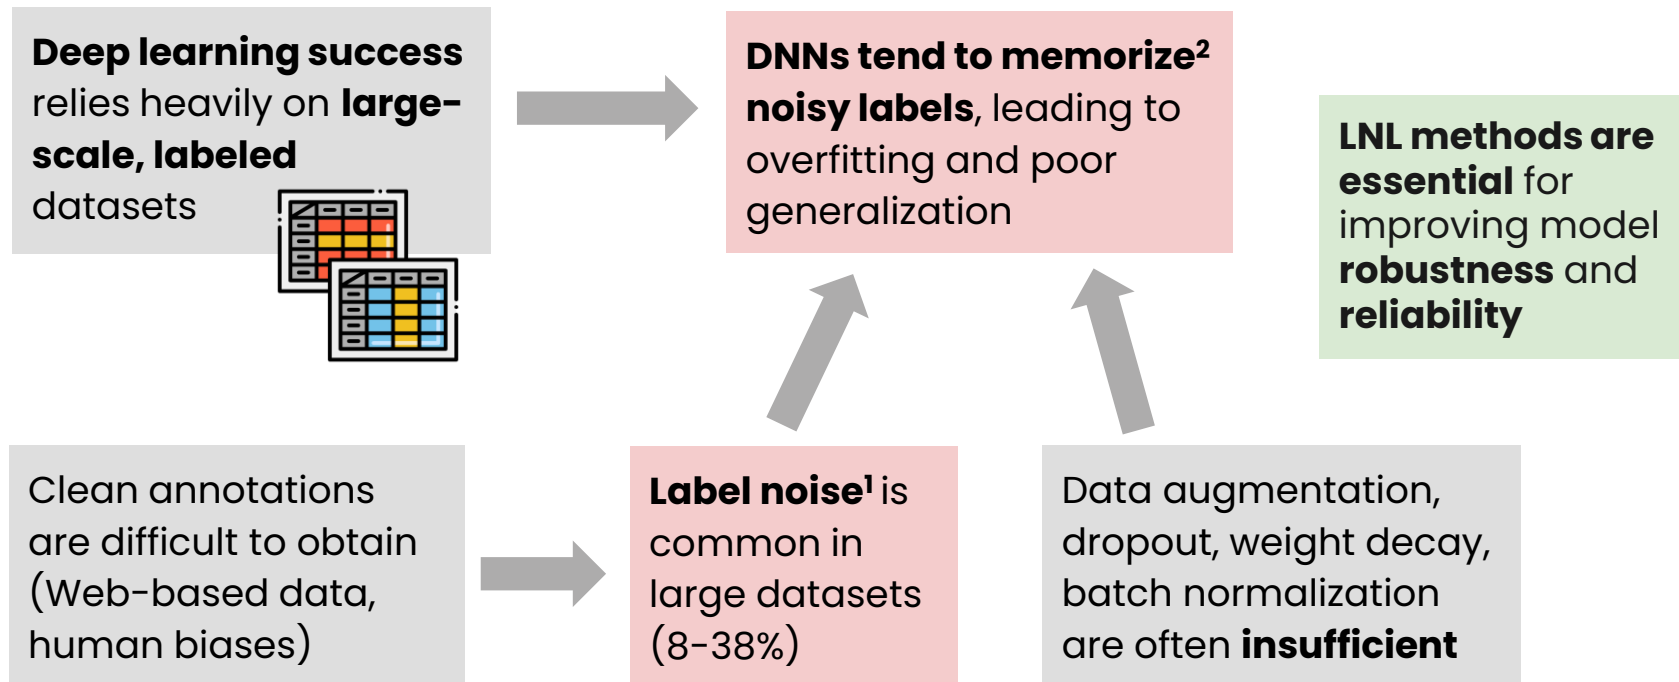 Deep learning success
relies heavily on large-
scale, labeled
datasets
DNNs tend to memorize²
noisy labels, leading to
overfitting and poor
generalization
LNL methods are
essential for
improving model
robustness and
reliability
Clean annotations
are difficult to obtain
(Web-based data,
human biases)
Label noise¹ is
common in
large datasets
(8-38%)
Data augmentation,
dropout, weight decay,
batch normalization
are often insufficient